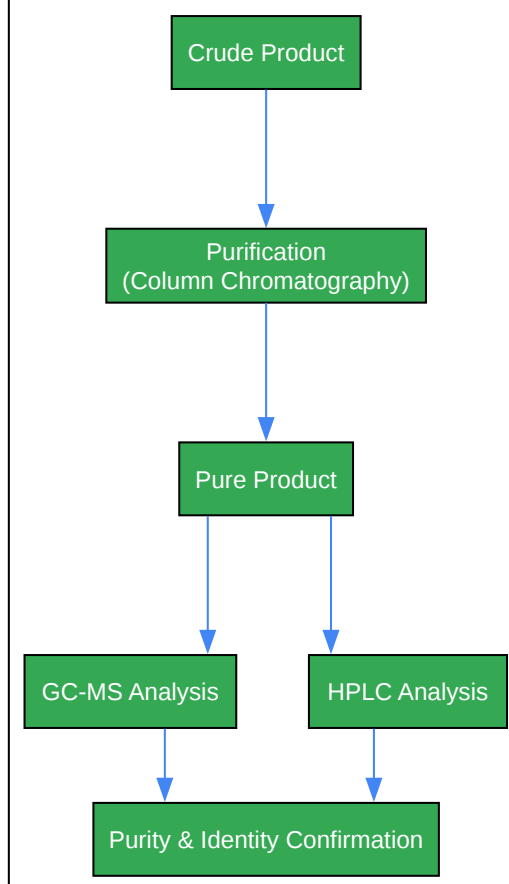 Crude Product
Purification
(Column Chromatography)
Pure Product
GC-MS Analysis
HPLC Analysis
Purity & Identity Confirmation